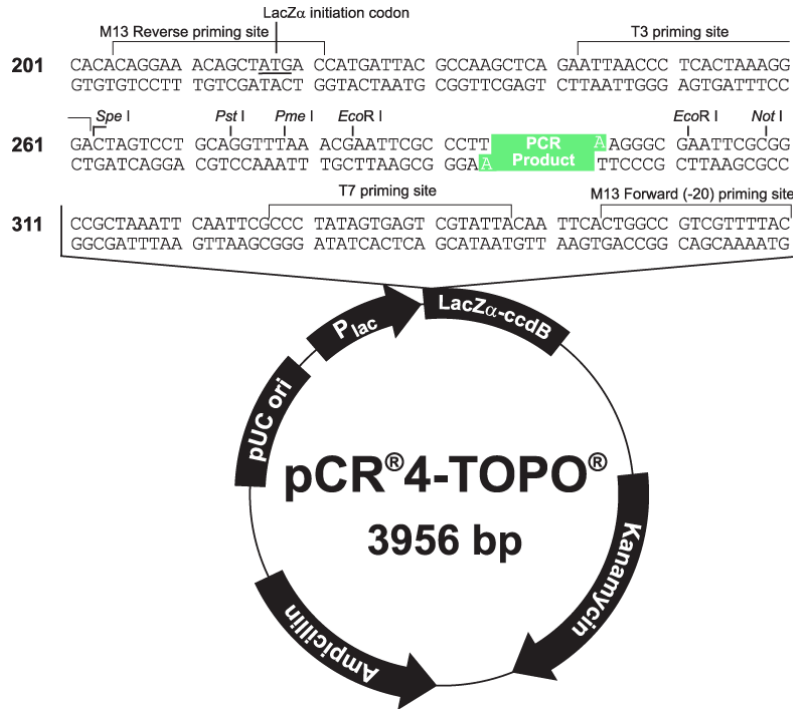 LacZα initiation codon
M13 Reverse priming site
T3 priming site
201 CACACAGGAA ACAGCTATGA CCATGATTAC GCCAAGCTCA GAATTAACCC TCACTAAAGG
GTGTGTCCTT TGTCGATACT GGTACTAATG CGGTTCGAGT CTTAATTGGG AGTGATTTCC
Spe I Pst I Pme I EcoR I EcoR I Not I
261 GACTAGTCCT GCAGGTTTAA ACGAATTCGC CCTT PCR A AGGGC GAATTCGCGG
CTGATCAGGA CGTCCAAATT TGCTTAAGCG GGA A Product TTCCCGC TTAAGCGCC
T7 priming site M13 Forward (-20) priming site
311 CCGCTAAATT CAATTCGCCC TATAGTGAGT CGTATTACAA TTCACTGGCC GTCGTTTTAC
GGCGATTTAA GTTAAGCGGG ATATCACTCA GCATAATGTT AAGTGACCGG CAGCAAAATG
Plac LacZα-ccdB
pUC ori
pCR®4-TOPO®
3956 bp
Kanamycin
Ampicillin